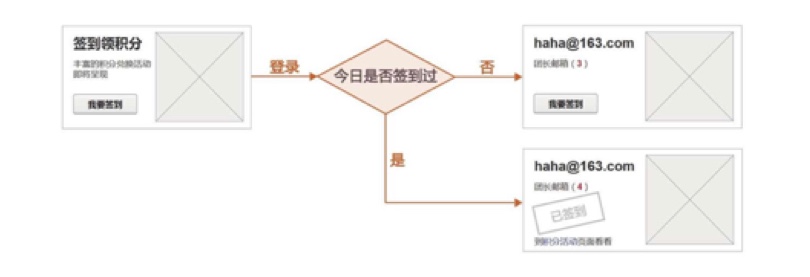 签到领积分
丰富的积分兑换活动
即将呈现
我要签到
登录
今日是否签到过
否
是
haha@163.com
团长邮箱（3）
我要签到
haha@163.com
团长邮箱（4）
已签到
到积分活动页面看看